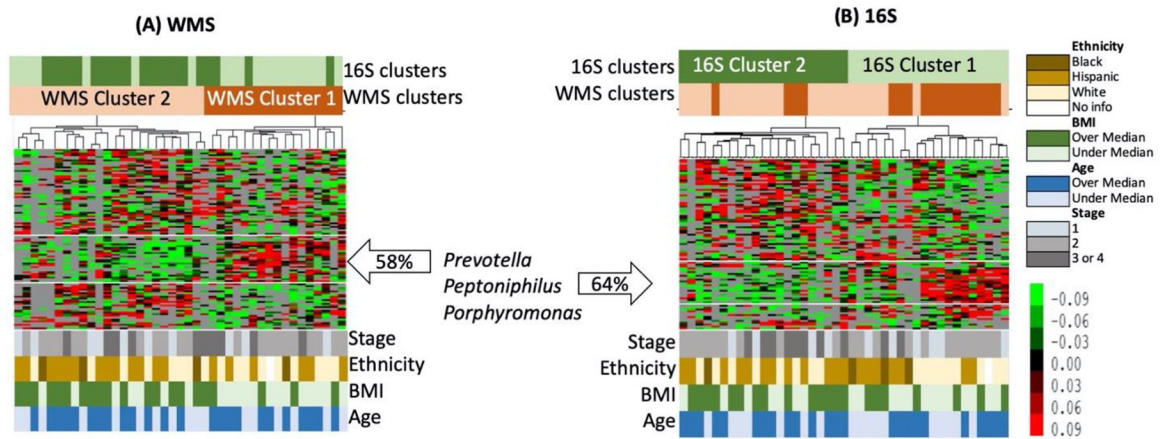 (A) WMS
(B) 16S
16S clusters
WMS Cluster 2
WMS Cluster 1
WMS clusters
16S clusters
16S Cluster 2
16S Cluster 1
WMS clusters
58%
Prevotella
Peptoniphilus
Porphyromonas
64%
Stage
Ethnicity
BMI
Age
Stage
Ethnicity
BMI
Age
Ethnicity
Black
Hispanic
White
No info
BMI
Over Median
Under Median
Age
Over Median
Under Median
Stage
1
2
3 or 4
-0.09
-0.06
-0.03
0.00
0.03
0.06
0.09